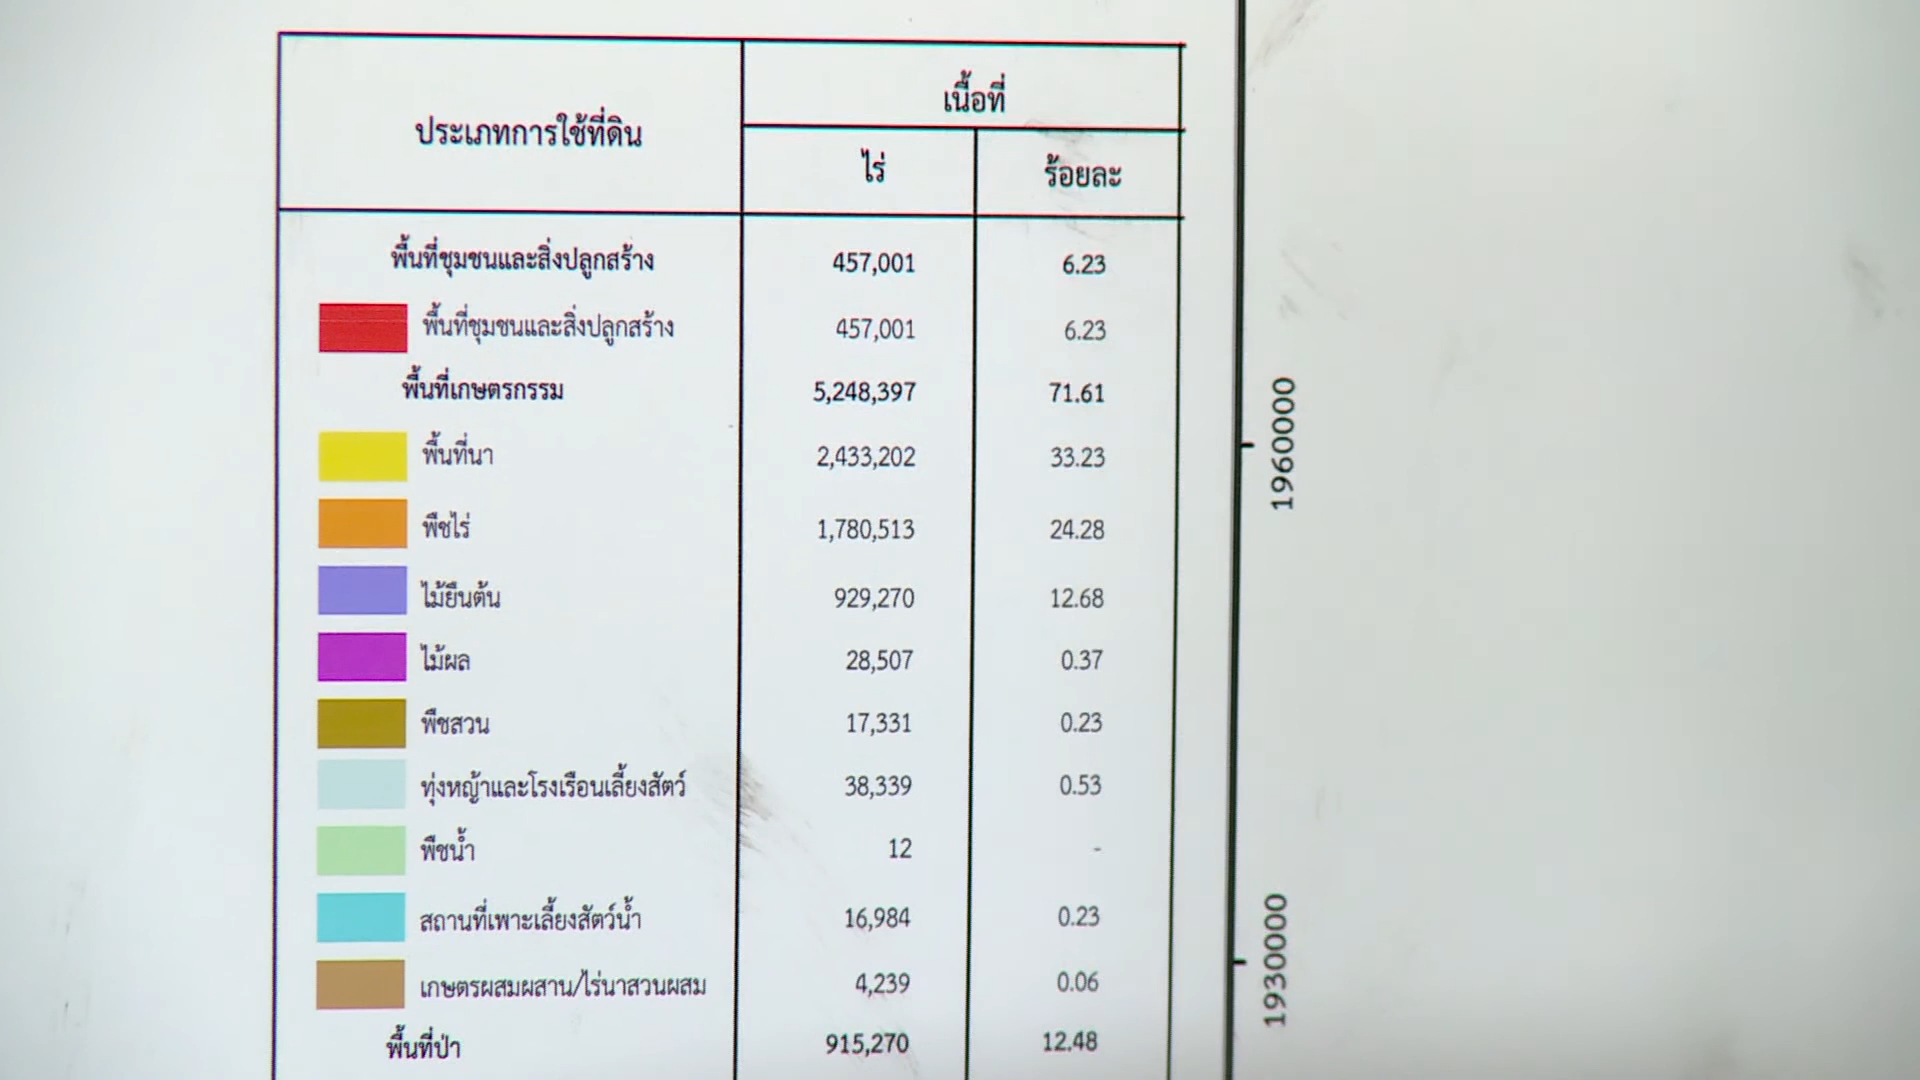 ประเภทการใช้ที่ดิน
เนื้อที่
ไร่ ร้อยละ
พื้นที่ชุมชนและสิ่งปลูกสร้าง 457,001 6.23
พื้นที่ชุมชนและสิ่งปลูกสร้าง 457,001 6.23
พื้นที่เกษตรกรรม 5,248,397 71.61
พื้นที่นา 2,433,202 33.23
พืชไร่ 1,780,513 24.28
ไม้ยืนต้น 929,270 12.68
ไม้ผล 28,507 0.37
พืชสวน 17,331 0.23
ทุ่งหญ้าและโรงเรือนเลี้ยงสัตว์ 38,339 0.53
พืชน้ำ 12 -
สถานที่เพาะเลี้ยงสัตว์น้ำ 16,984 0.23
เกษตรผสมผสาน/ไร่นาสวนผสม 4,239 0.06
พื้นที่ป่า 915,270 12.48
1960000
1930000